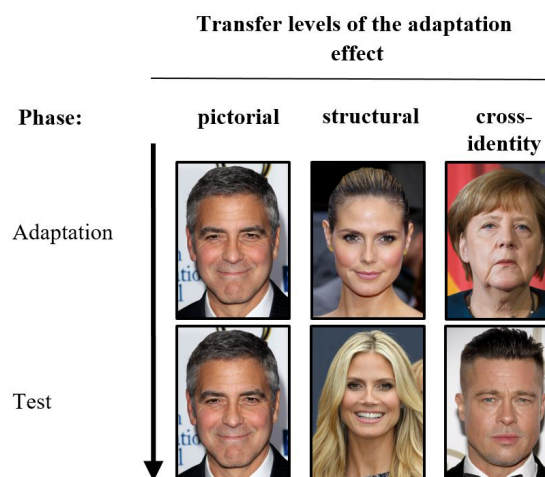 Transfer levels of the adaptation
effect
Phase:
pictorial
structural
cross-
identity
Adaptation
Test